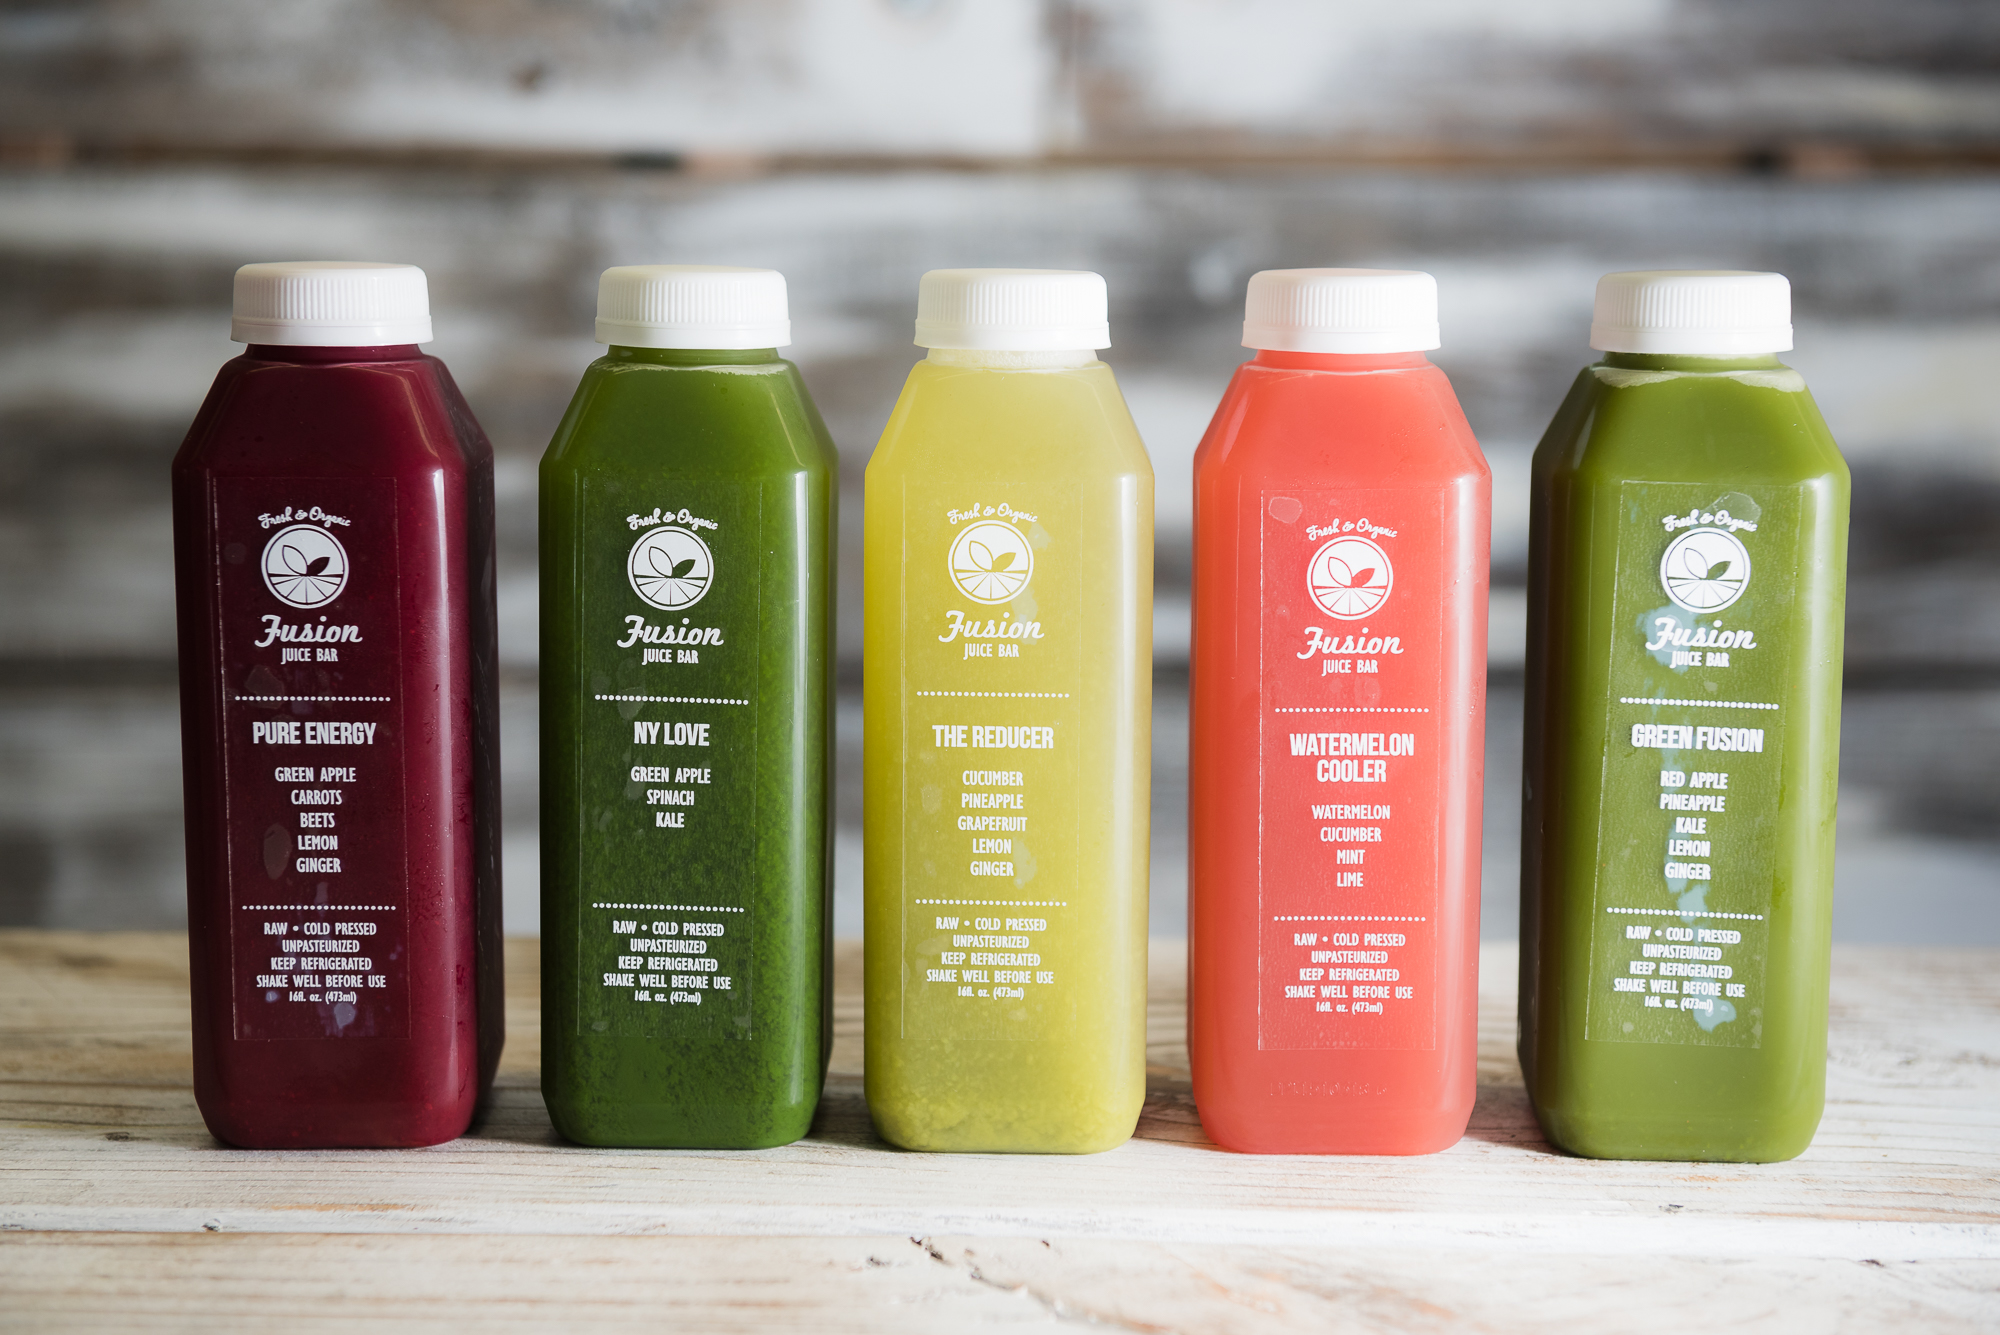 Fresh & Organic
Fusion
JUICE BAR
PURE ENERGY
GREEN APPLE
CARROTS
BEETS
LEMON
GINGER
RAW • COLD PRESSED
UNPASTEURIZED
KEEP REFRIGERATED
SHAKE WELL BEFORE USE
16fl. oz. (473ml)
Fresh & Organic
Fusion
JUICE BAR
NY LOVE
GREEN APPLE
SPINACH
KALE
RAW • COLD PRESSED
UNPASTEURIZED
KEEP REFRIGERATED
SHAKE WELL BEFORE USE
16fl. oz. (473ml)
Fresh & Organic
Fusion
JUICE BAR
THE REDUCER
CUCUMBER
PINEAPPLE
GRAPEFRUIT
LEMON
GINGER
RAW • COLD PRESSED
UNPASTEURIZED
KEEP REFRIGERATED
SHAKE WELL BEFORE USE
16fl. oz. (473ml)
Fresh & Organic
Fusion
JUICE BAR
WATERMELON
COOLER
WATERMELON
CUCUMBER
MINT
LIME
RAW • COLD PRESSED
UNPASTEURIZED
KEEP REFRIGERATED
SHAKE WELL BEFORE USE
16fl. oz. (473ml)
Fresh & Organic
Fusion
JUICE BAR
GREEN FUSION
RED APPLE
PINEAPPLE
KALE
LEMON
GINGER
RAW • COLD PRESSED
UNPASTEURIZED
KEEP REFRIGERATED
SHAKE WELL BEFORE USE
16fl. oz. (473ml)